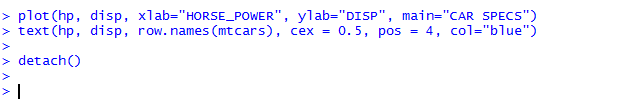 > plot(hp, disp, xlab="HORSE_POWER", ylab="DISP", main="CAR SPECS")
> text(hp, disp, row.names(mtcars), cex = 0.5, pos = 4, col="blue")
>
> detach()
>
>